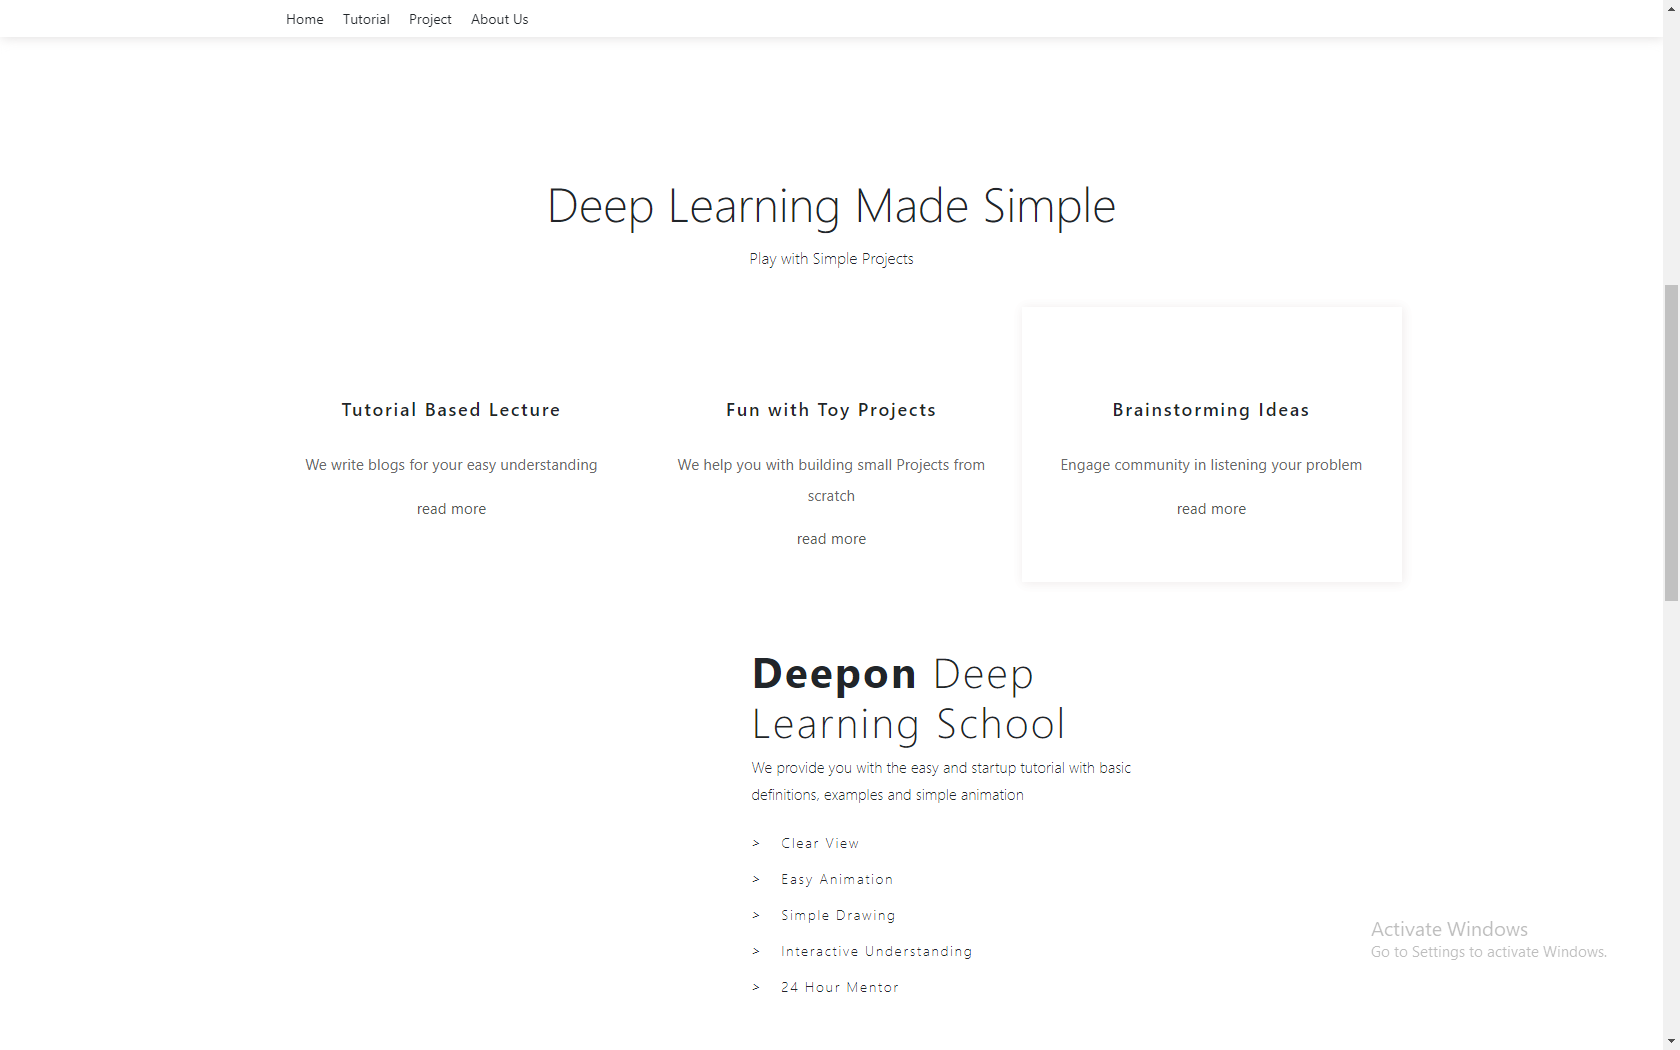 Home Tutorial Project About Us
Deep Learning Made Simple
Play with Simple Projects
Tutorial Based Lecture
We write blogs for your easy understanding
read more
Fun with Toy Projects
We help you with building small Projects from
scratch
read more
Brainstorming Ideas
Engage community in listening your problem
read more
Deepon Deep
Learning School
We provide you with the easy and startup tutorial with basic
definitions, examples and simple animation
> Clear View
> Easy Animation
> Simple Drawing
> Interactive Understanding
> 24 Hour Mentor
Activate Windows
Go to Settings to activate Windows.